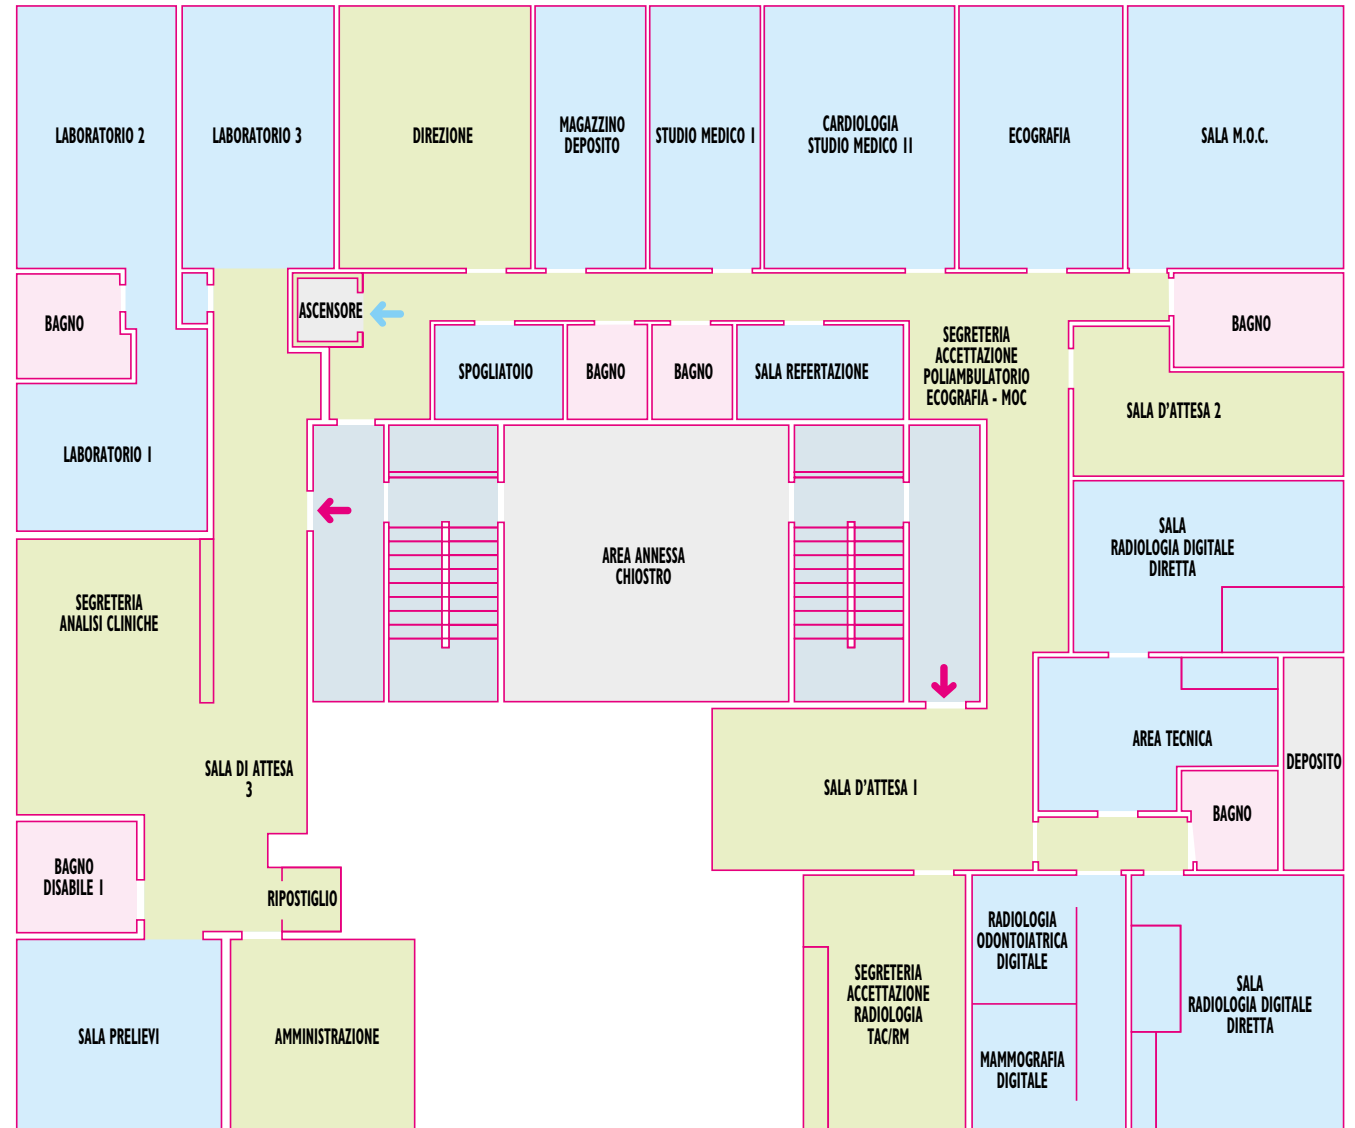 LABORATORIO 2
LABORATORIO 3
DIREZIONE
MAGAZZINO
DEPOSITO
STUDIO MEDICO I
CARDIOLOGIA
STUDIO MEDICO II
ECOGRAFIA
SALA M.O.C.
ASCENSORE
BAGNO
SPOGLIATOIO
BAGNO
BAGNO
SALA REFERTAZIONE
SEGRETERIA
ACCETTAZIONE
POLIAMBULATORIO
ECOGRAFIA - MOC
BAGNO
SALA D'ATTESA 2
LABORATORIO I
SALA
RADIOLOGIA DIGITALE
DIRETTA
AREA ANNESSA
CHIOSTRO
SEGRETERIA
ANALISI CLINICHE
AREA TECNICA
DEPOSITO
SALA DI ATTESA
3
SALA D'ATTESA I
BAGNO
BAGNO
DISABILE I
RIPOSTIGLIO
RADIOLOGIA
ODONTOIATRICA
DIGITALE
SEGRETERIA
ACCETTAZIONE
RADIOLOGIA
TAC/RM
SALA
RADIOLOGIA DIGITALE
DIRETTA
SALA PRELIEVI
AMMINISTRAZIONE
MAMMOGRAFIA
DIGITALE